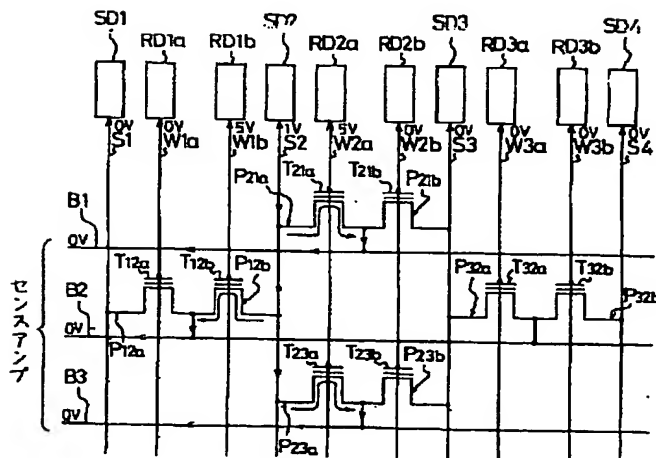 SD1 RD1a RD1b SD2 RD2a RD2b SD3 RD3a RD3b SD4
0V 0V 5V 1V 5V 0V 0V 0V 0V 0V
S1 W1a W1b S2 W2a W2b S3 W3a W3b S4
T21a T21b
P21a P21b
B1
0V
T12a T12b P12b P32a T32a T32b
B2
0V
P12a P32b
T23a T23b P23b
B3
0V
P23a
センスアンプ